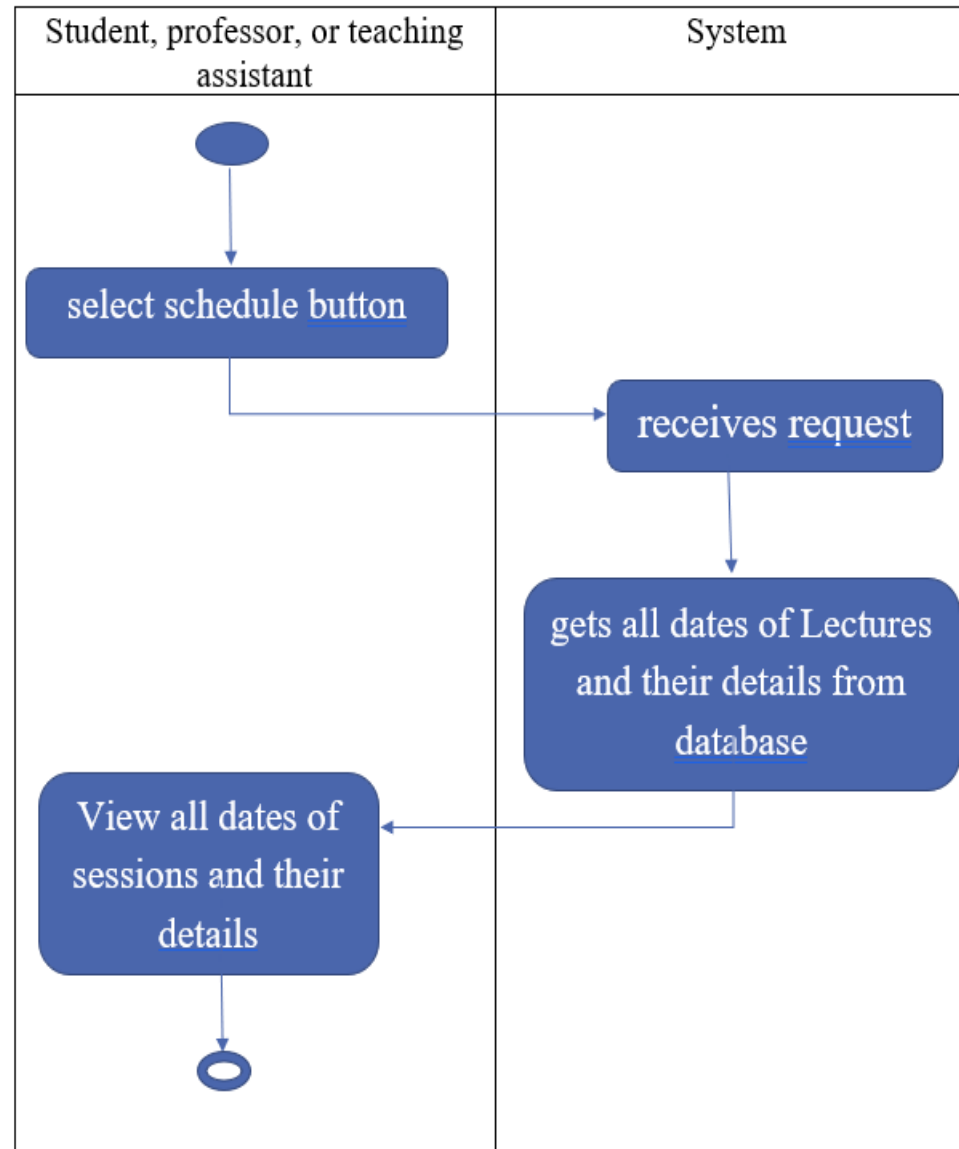 Student, professor, or teaching
assistant
System
select schedule button
receives request
gets all dates of Lectures
and their details from
database
View all dates of
sessions and their
details